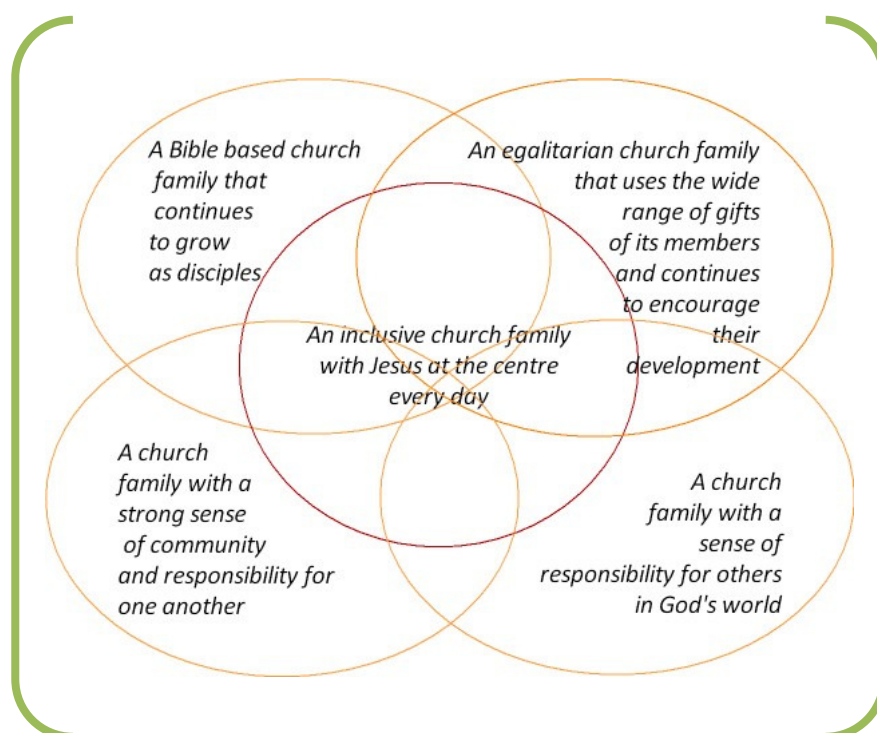 A Bible based church
family that
continues
to grow
as disciples
An egalitarian church family
that uses the wide
range of gifts
of its members
and continues
to encourage
their
development
An inclusive church family
with Jesus at the centre
every day
A church
family with a
strong sense
of community
and responsibility for
one another
A church
family with a
sense of
responsibility for others
in God's world